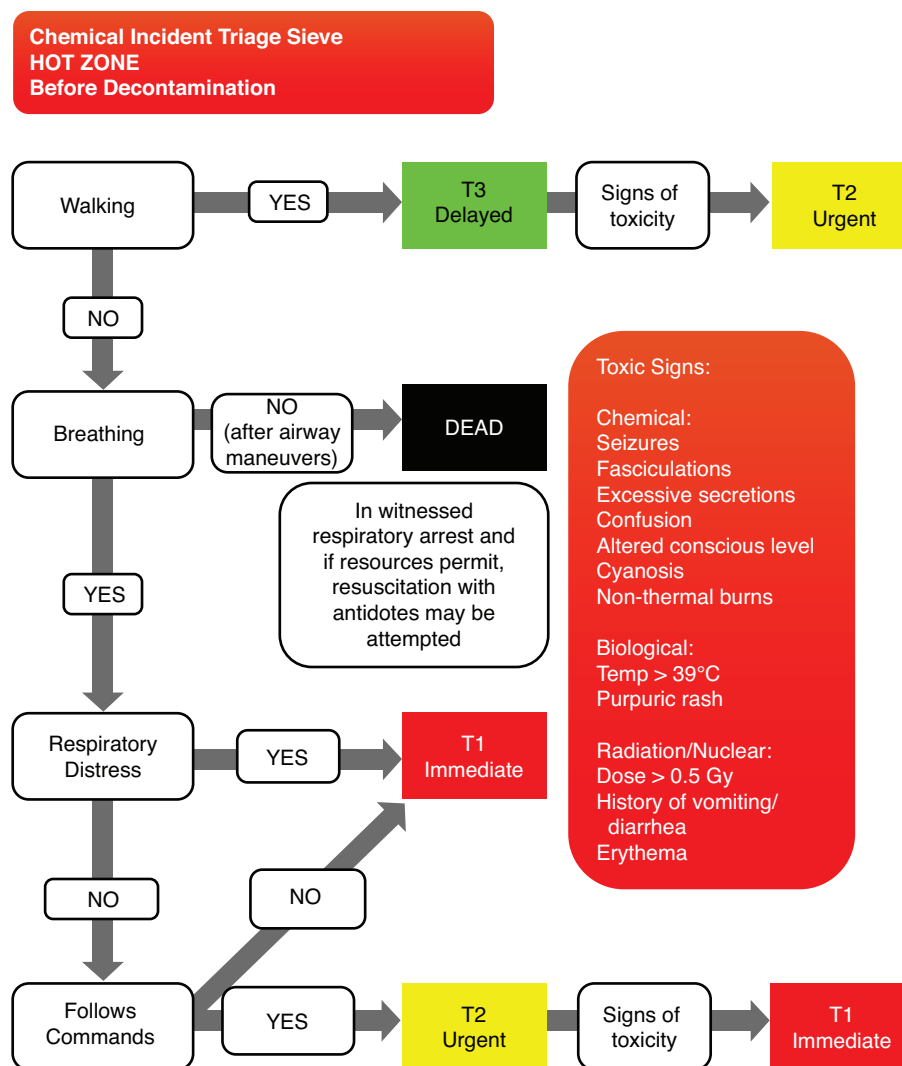 Chemical Incident Triage Sieve
HOT ZONE
Before Decontamination
Walking
YES
T3
Delayed
Signs of
toxicity
T2
Urgent
NO
Breathing
NO
(after airway
maneuvers)
DEAD
In witnessed
respiratory arrest and
if resources permit,
resuscitation with
antidotes may be
attempted
YES
Respiratory
Distress
YES
T1
Immediate
NO
NO
Follows
Commands
YES
T2
Urgent
Signs of
toxicity
T1
Immediate
Toxic Signs:
Chemical:
Seizures
Fasciculations
Excessive secretions
Confusion
Altered conscious level
Cyanosis
Non-thermal burns
Biological:
Temp > 39°C
Purpuric rash
Radiation/Nuclear:
Dose > 0.5 Gy
History of vomiting/
diarrhea
Erythema